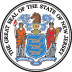 THE GREAT SEAL OF THE STATE OF NEW JERSEY